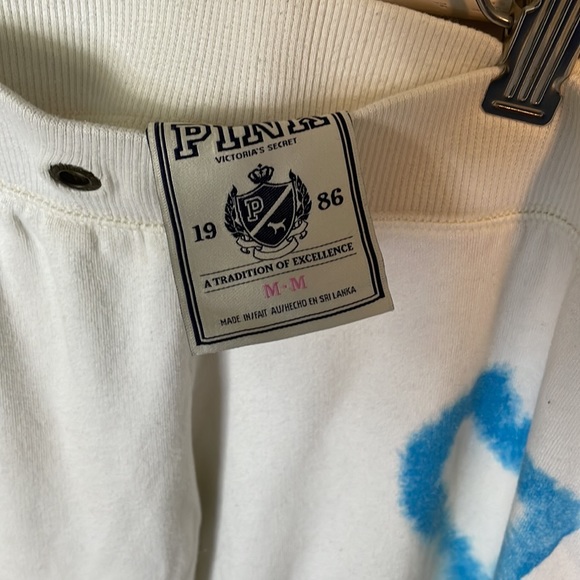 PINK
VICTORIA'S SECRET
P
19 86
A TRADITION OF EXCELLENCE
M-M
MADE IN/FAIT AU/HECHO EN SRI LANKA